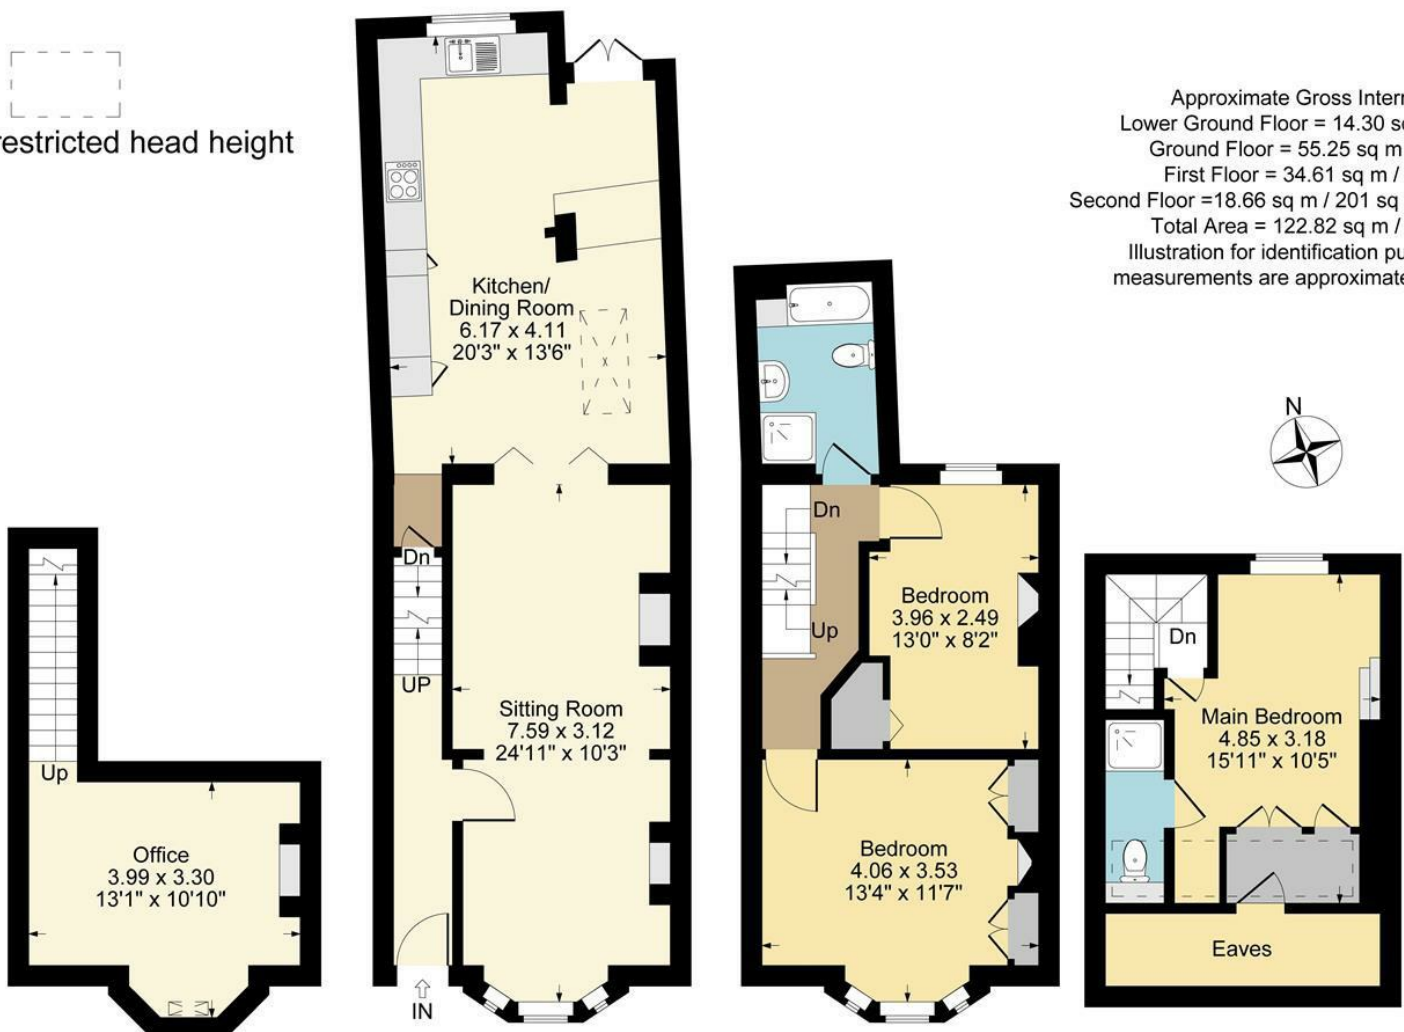 restricted head height
Approximate Gross
Lower Ground Floor = 14.30
Ground Floor = 55.25 sq m
First Floor = 34.61 sq m /
Second Floor =18.66 sq m / 201 sq
Total Area = 122.82 sq m /
Illustration for identification
measurements are approximate
Kitchen/
Dining Room
6.17 x 4.11
20'3" x 13'6"
N
Dn
UP
Sitting Room
7.59 x 3.12
24'11" x 10'3"
IN
Up
Office
3.99 x 3.30
13'1" x 10'10"
Dn
Up
Bedroom
3.96 x 2.49
13'0" x 8'2"
Bedroom
4.06 x 3.53
13'4" x 11'7"
Dn
Main Bedroom
4.85 x 3.18
15'11" x 10'5"
Eaves